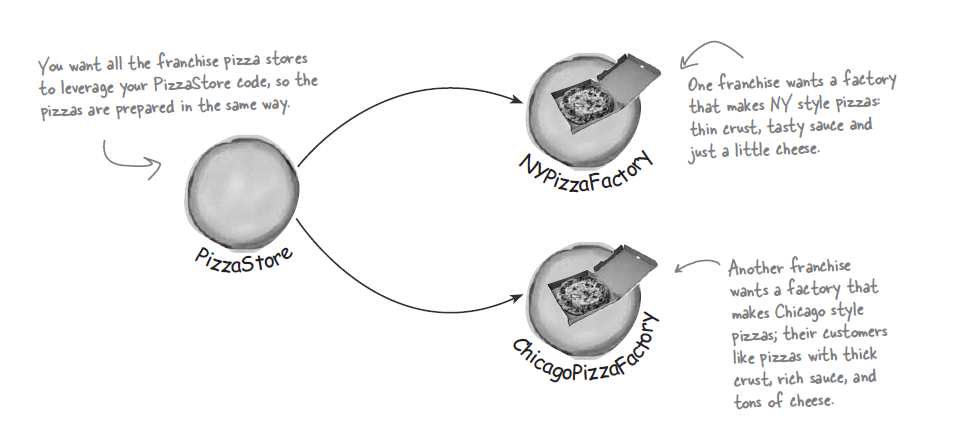 You want all the franchise pizza stores
to leverage your PizzaStore code, so the
pizzas are prepared in the same way.
PizzaStore
NYPizzaFactory
One franchise wants a factory
that makes NY style pizzas:
thin crust, tasty sauce and
just a little cheese.
ChicagoPizzaFactory
Another franchise
wants a factory that
makes Chicago style
pizzas; their customers
like pizzas with thick
crust, rich sauce, and
tons of cheese.